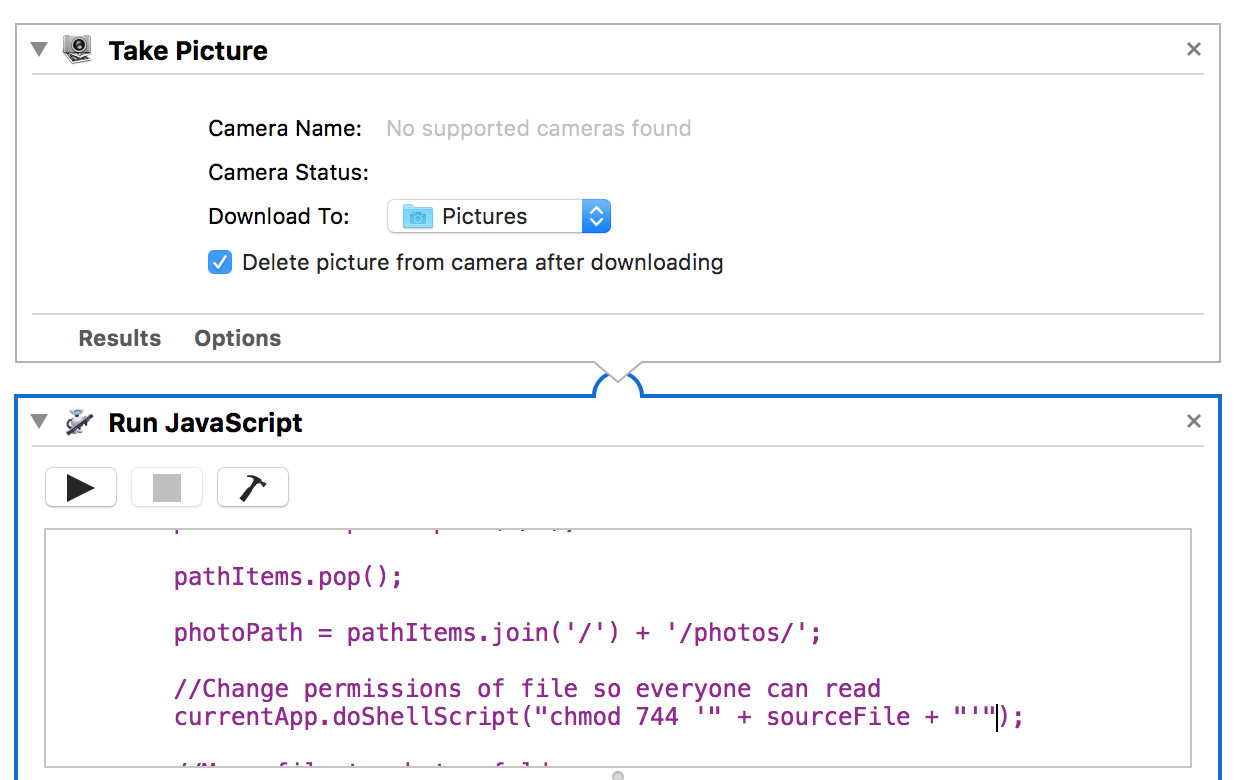 Take Picture
Camera Name: No supported cameras found
Camera Status:
Download To: Pictures
Delete picture from camera after downloading
Results Options
Run JavaScript
pathItems.pop();
photoPath = pathItems.join('/') + '/photos/';
//Change permissions of file so everyone can read
currentApp.doShellScript("chmod 744 '" + sourceFile + "'");